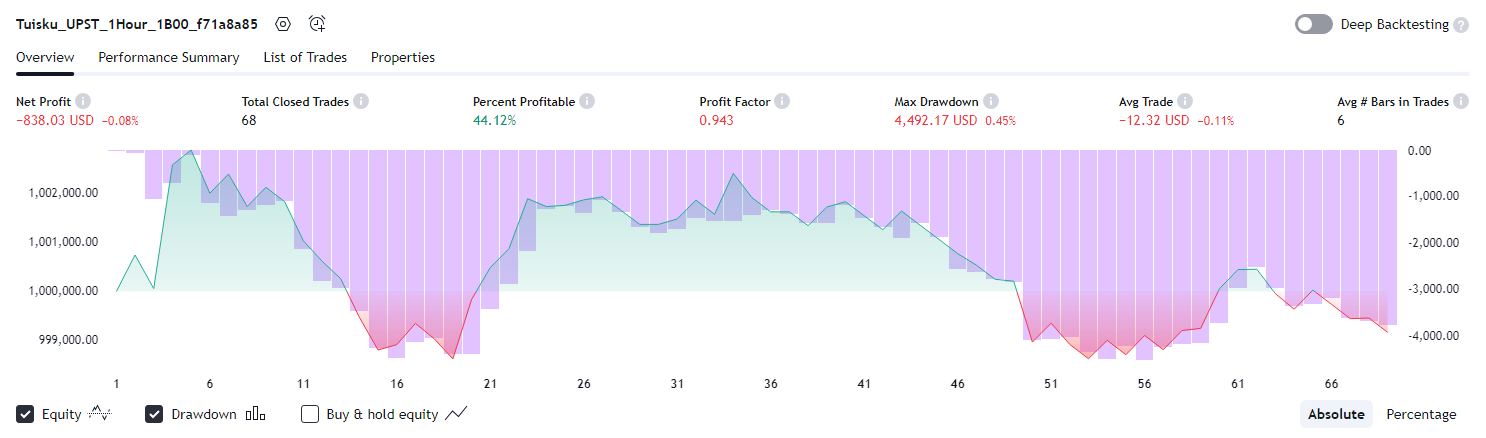 Tuisku_UPST_1Hour_1B00_f71a8a85 Deep Backtesting ?
Overview Performance Summary List of Trades Properties
Net Profit Total Closed Trades Percent Profitable Profit Factor Max Drawdown Avg Trade Avg # Bars in Trades
−838.03 USD −0.08% 68 44.12% 0.943 4,492.17 USD 0.45% −12.32 USD −0.11% 6
0.00
1,002,000.00 -1,000.00
1,001,000.00 -2,000.00
1,000,000.00 -3,000.00
999,000.00 -4,000.00
1 6 11 16 21 26 31 36 41 46 51 56 61 66
Equity Drawdown Buy & hold equity Absolute Percentage